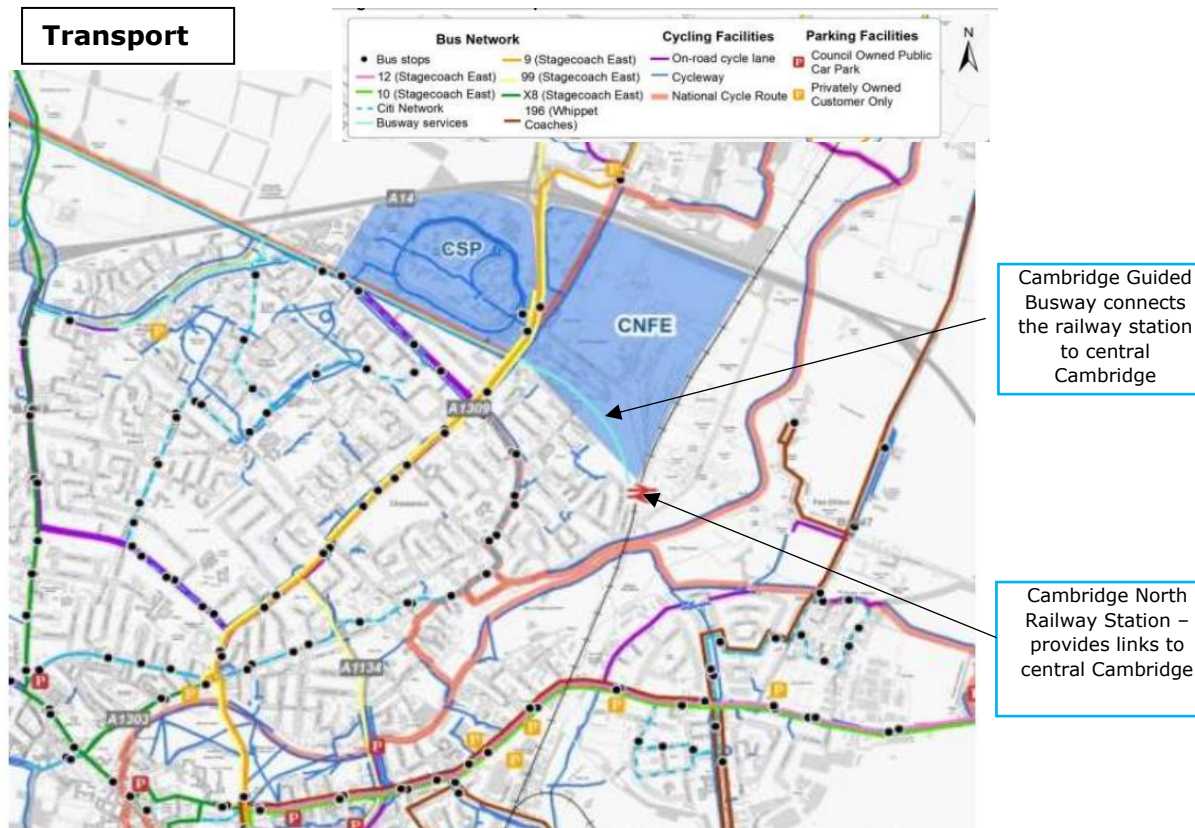 Transport
Bus Network
Bus stops
12 (Stagecoach East)
10 (Stagecoach East)
Citi Network
Busway services
9 (Stagecoach East)
99 (Stagecoach East)
X8 (Stagecoach East)
196 (Whippet
Coaches)
Cycling Facilities
On-road cycle lane
Cycleway
National Cycle Route
Parking Facilities
P Council Owned Public
Car Park
P Privately Owned
Customer Only
N
A14
CSP
CNFE
A1309
Chesterton
A1134
A1303
Fen Ditton
Cambridge Guided
Busway connects
the railway station
to central
Cambridge
Cambridge North
Railway Station –
provides links to
central Cambridge